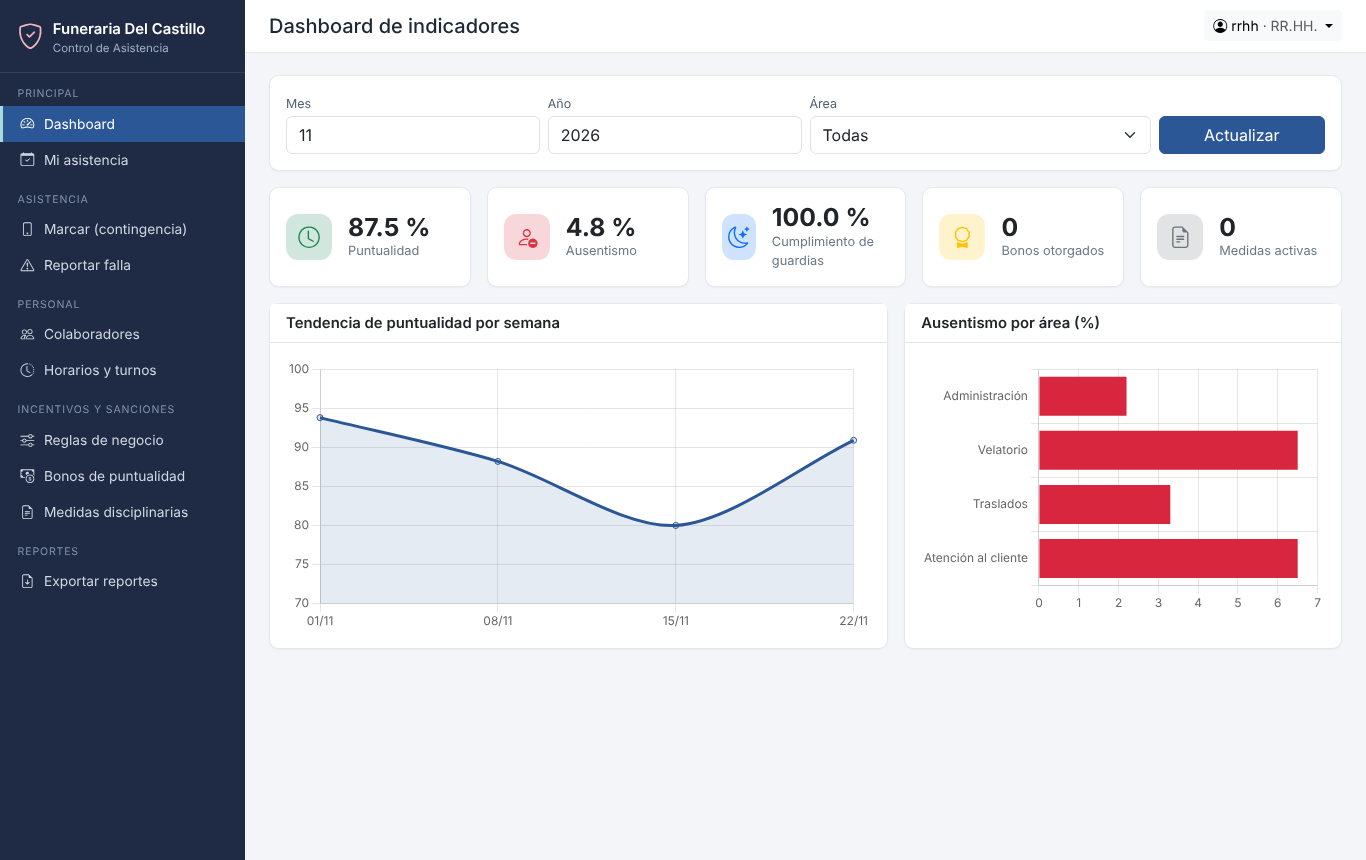 Funeraria Del Castillo
Control de Asistencia
PRINCIPAL
Dashboard
Mi asistencia
ASISTENCIA
Marcar (contingencia)
Reportar falla
PERSONAL
Colaboradores
Horarios y turnos
INCENTIVOS Y SANCIONES
Reglas de negocio
Bonos de puntualidad
Medidas disciplinarias
REPORTES
Exportar reportes
Dashboard de indicadores
rrhh · RR.HH.
Mes
11
Año
2026
Área
Todas
Actualizar
87.5 %
Puntualidad
4.8 %
Ausentismo
100.0 %
Cumplimiento de
guardias
0
Bonos otorgados
0
Medidas activas
Tendencia de puntualidad por semana
100
95
90
85
80
75
70
01/11 08/11 15/11 22/11
Ausentismo por área (%)
Administración
Velatorio
Traslados
Atención al cliente
0 1 2 3 4 5 6 7